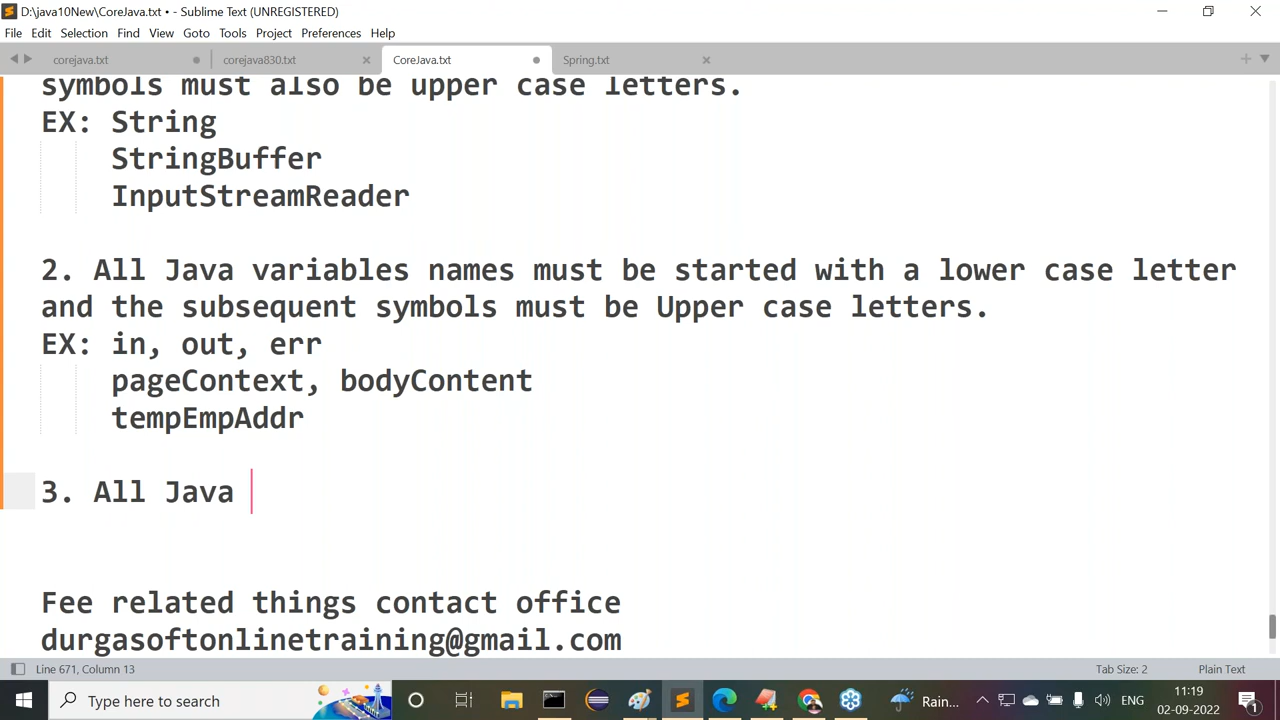 D:\java10New\CoreJava.txt • - Sublime Text (UNREGISTERED)
File Edit Selection Find View Goto Tools Project Preferences Help
corejava.txt corejava830.txt CoreJava.txt Spring.txt
symbols must also be upper case letters.
EX: String
StringBuffer
InputStreamReader
2. All Java variables names must be started with a lower case letter
and the subsequent symbols must be Upper case letters.
EX: in, out, err
pageContext, bodyContent
tempEmpAddr
3. All Java
Fee related things contact office
durgasoftonlinetraining@gmail.com
Line 671, Column 13 Tab Size: 2 Plain Text
Type here to search Rain... ENG 11:19
02-09-2022 1